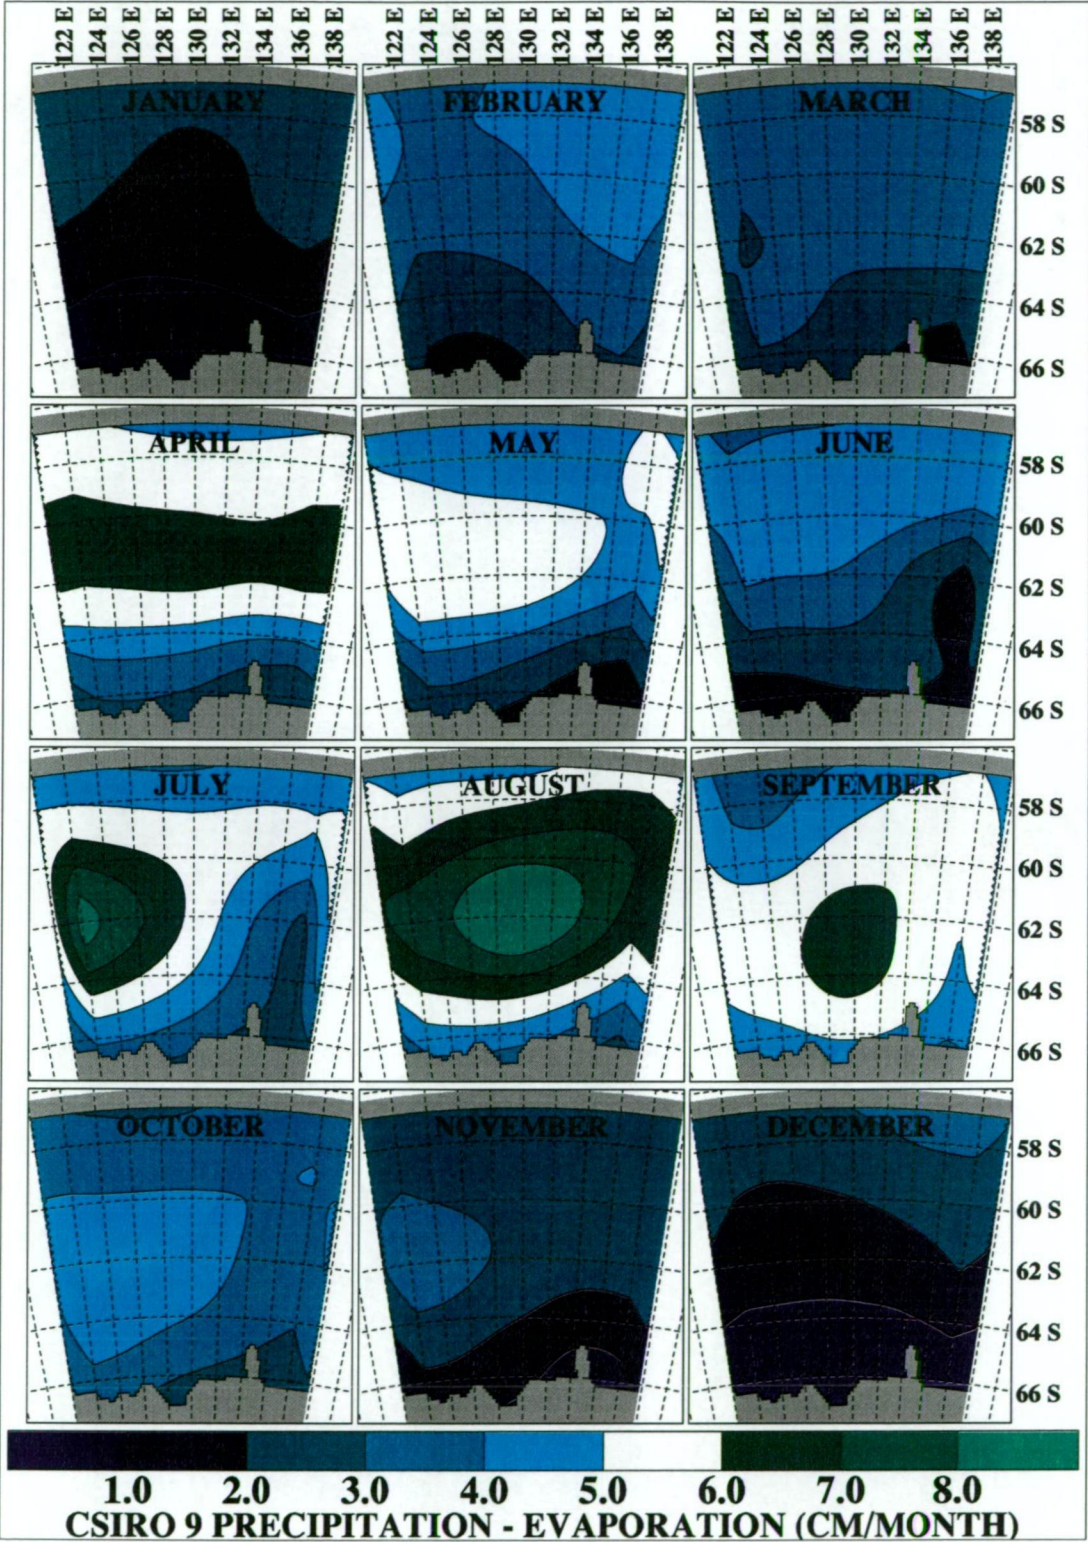 122 E 124 E 126 E 128 E 130 E 132 E 134 E 136 E 138 E 122 E 124 E 126 E 128 E 130 E 132 E 134 E 136 E 138 E 122 E 124 E 126 E 128 E 130 E 132 E 134 E 136 E 138 E
JANUARY FEBRUARY MARCH
58 S
60 S
62 S
64 S
66 S
APRIL MAY JUNE
58 S
60 S
62 S
64 S
66 S
JULY AUGUST SEPTEMBER
58 S
60 S
62 S
64 S
66 S
OCTOBER NOVEMBER DECEMBER
58 S
60 S
62 S
64 S
66 S
1.0 2.0 3.0 4.0 5.0 6.0 7.0 8.0
CSIRO 9 PRECIPITATION - EVAPORATION (CM/MONTH)